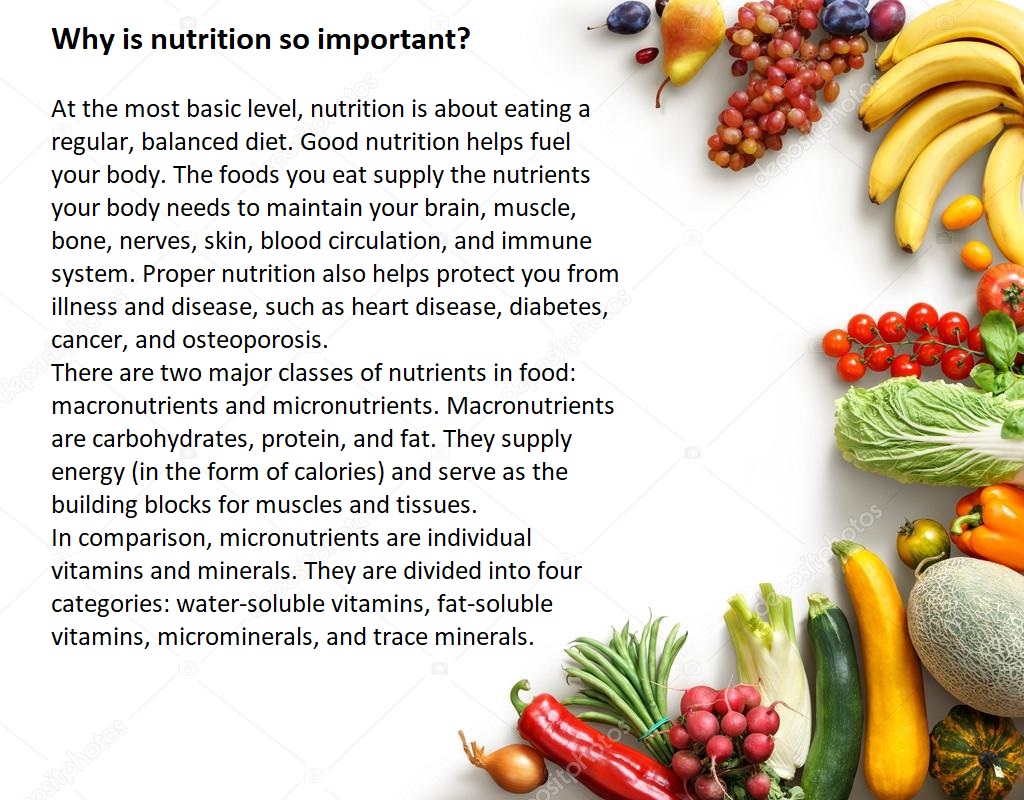 Why is nutrition so important?
At the most basic level, nutrition is about eating a
regular, balanced diet. Good nutrition helps fuel
your body. The foods you eat supply the nutrients
your body needs to maintain your brain, muscle,
bone, nerves, skin, blood circulation, and immune
system. Proper nutrition also helps protect you from
illness and disease, such as heart disease, diabetes,
cancer, and osteoporosis.
There are two major classes of nutrients in food:
macronutrients and micronutrients. Macronutrients
are carbohydrates, protein, and fat. They supply
energy (in the form of calories) and serve as the
building blocks for muscles and tissues.
In comparison, micronutrients are individual
vitamins and minerals. They are divided into four
categories: water-soluble vitamins, fat-soluble
vitamins, microminerals, and trace minerals.
depositphotos